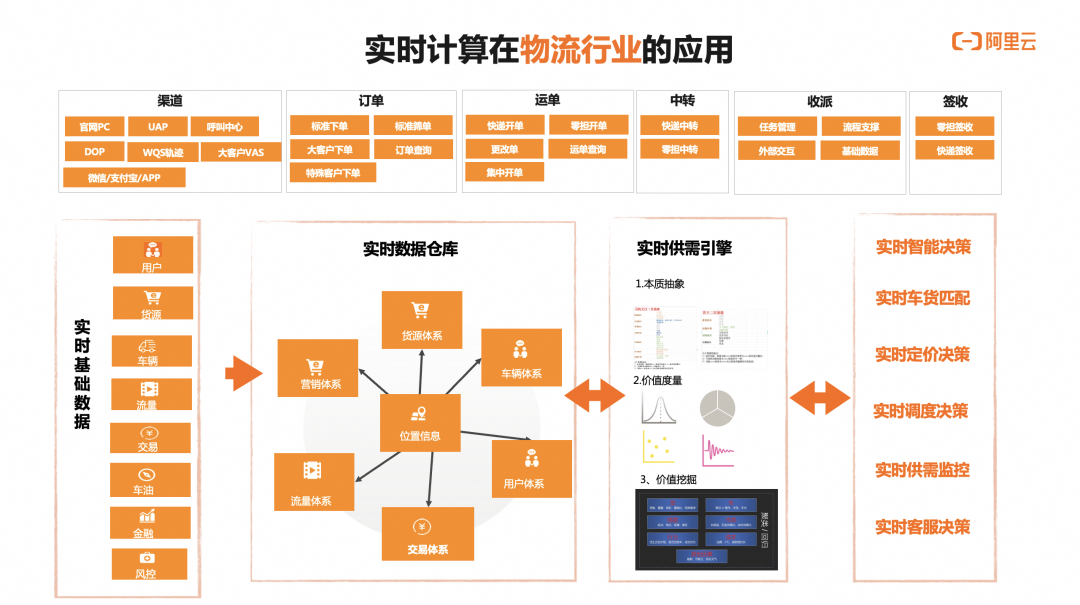 实时计算在物流行业的应用
阿里云
渠道
官网PC
UAP
呼叫中心
DOP
WQS轨迹
大客户VAS
微信/支付宝/APP
订单
标准下单
标准筛单
大客户下单
订单查询
特殊客户下单
运单
快递开单
零担开单
更改单
运单查询
集中开单
中转
快递中转
零担中转
收派
任务管理
流程支撑
外部交互
基础数据
签收
零担签收
快递签收
实时基础数据
用户
货源
车辆
流量
交易
车油
金融
风控
实时数据仓库
货源体系
营销体系
车辆体系
位置信息
流量体系
用户体系
交易体系
实时供需引擎
1.本质抽象
2.价值度量
3、价值挖掘
实时智能决策
实时车货匹配
实时定价决策
实时调度决策
实时供需监控
实时客服决策